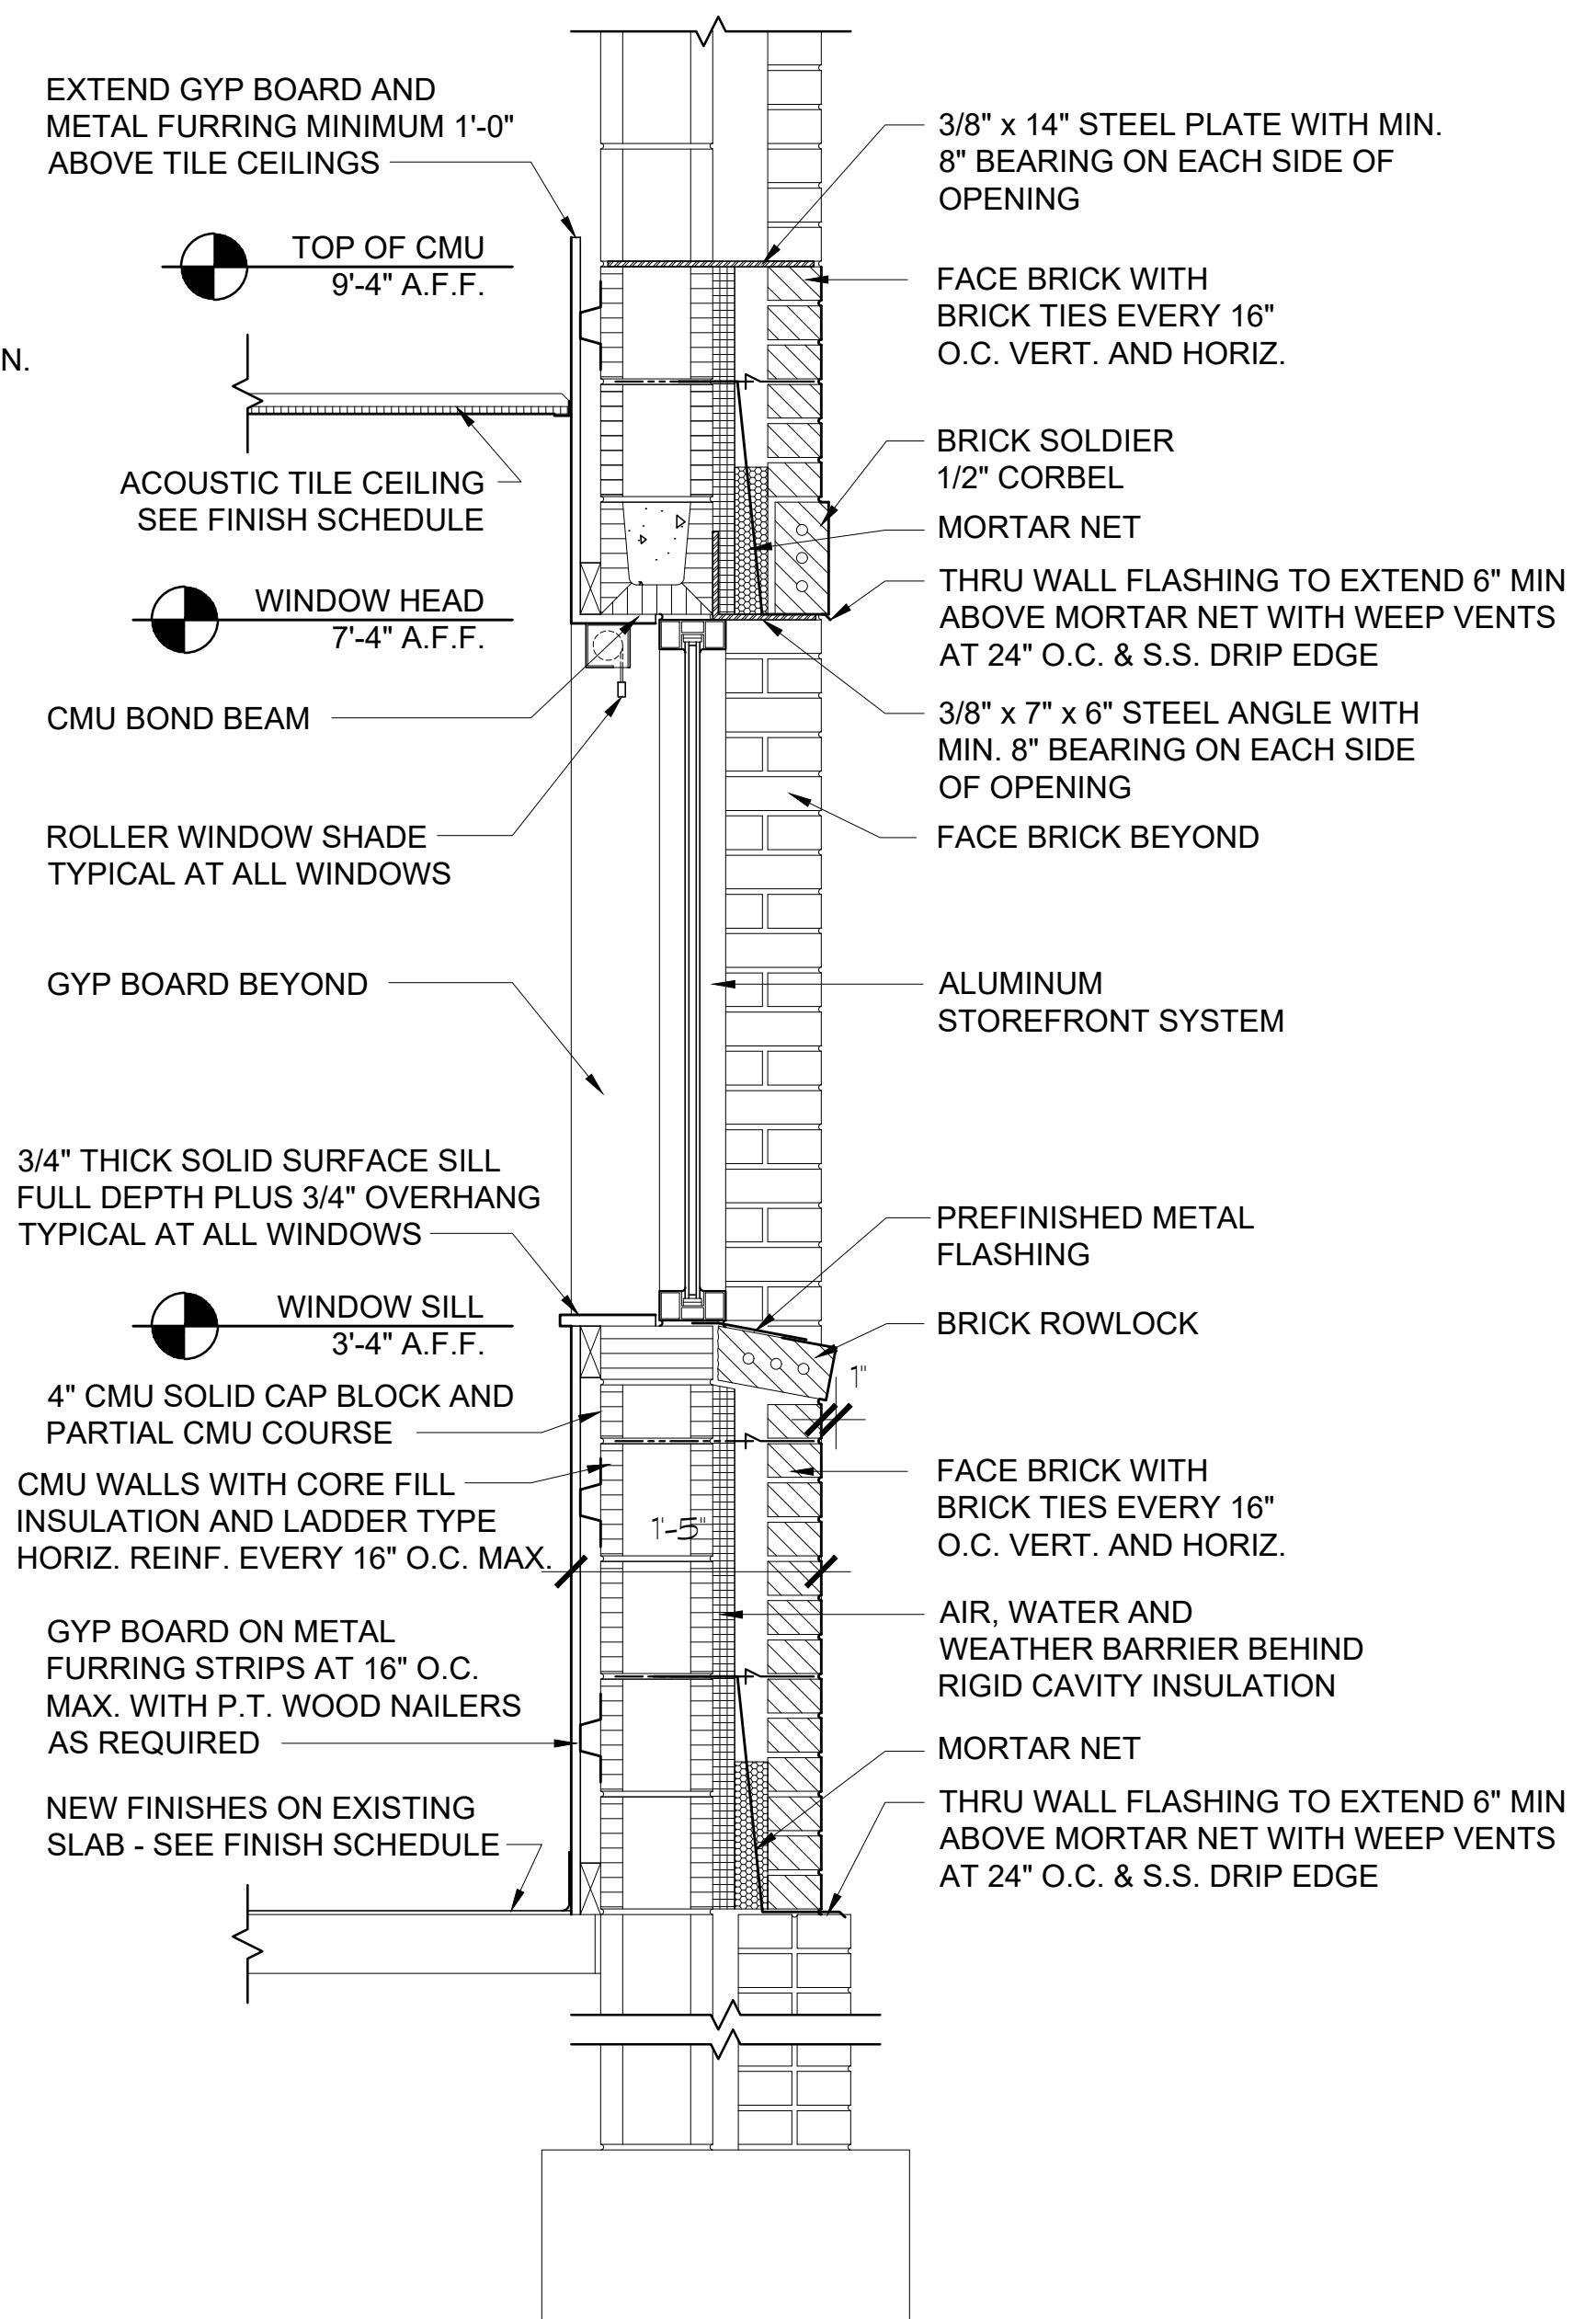 EXTEND GYP BOARD AND
METAL FURRING MINIMUM 1'-0"
ABOVE TILE CEILINGS
TOP OF CMU
9'-4" A.F.F.
N.
ACOUSTIC TILE CEILING
SEE FINISH SCHEDULE
WINDOW HEAD
7'-4" A.F.F.
CMU BOND BEAM
ROLLER WINDOW SHADE
TYPICAL AT ALL WINDOWS
GYP BOARD BEYOND
3/4" THICK SOLID SURFACE SILL
FULL DEPTH PLUS 3/4" OVERHANG
TYPICAL AT ALL WINDOWS
WINDOW SILL
3'-4" A.F.F.
4" CMU SOLID CAP BLOCK AND
PARTIAL CMU COURSE
CMU WALLS WITH CORE FILL
INSULATION AND LADDER TYPE
HORIZ. REINF. EVERY 16" O.C. MAX.
GYP BOARD ON METAL
FURRING STRIPS AT 16" O.C.
MAX. WITH P.T. WOOD NAILERS
AS REQUIRED
NEW FINISHES ON EXISTING
SLAB - SEE FINISH SCHEDULE
1'-5"
1"
3/8" x 14" STEEL PLATE WITH MIN.
8" BEARING ON EACH SIDE OF
OPENING
FACE BRICK WITH
BRICK TIES EVERY 16"
O.C. VERT. AND HORIZ.
BRICK SOLDIER
1/2" CORBEL
MORTAR NET
THRU WALL FLASHING TO EXTEND 6" MIN
ABOVE MORTAR NET WITH WEEP VENTS
AT 24" O.C. & S.S. DRIP EDGE
3/8" x 7" x 6" STEEL ANGLE WITH
MIN. 8" BEARING ON EACH SIDE
OF OPENING
FACE BRICK BEYOND
ALUMINUM
STOREFRONT SYSTEM
PREFINISHED METAL
FLASHING
BRICK ROWLOCK
FACE BRICK WITH
BRICK TIES EVERY 16"
O.C. VERT. AND HORIZ.
AIR, WATER AND
WEATHER BARRIER BEHIND
RIGID CAVITY INSULATION
MORTAR NET
THRU WALL FLASHING TO EXTEND 6" MIN
ABOVE MORTAR NET WITH WEEP VENTS
AT 24" O.C. & S.S. DRIP EDGE